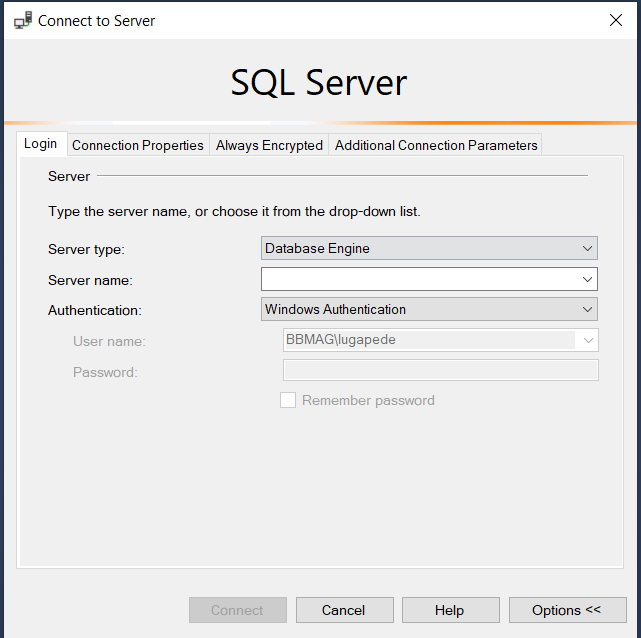 Connect to Server
SQL Server
Login Connection Properties Always Encrypted Additional Connection Parameters
Server
Type the server name, or choose it from the drop-down list.
Server type: Database Engine
Server name:
Authentication: Windows Authentication
User name: BBMAG\lugapede
Password:
Remember password
Connect Cancel Help Options <<